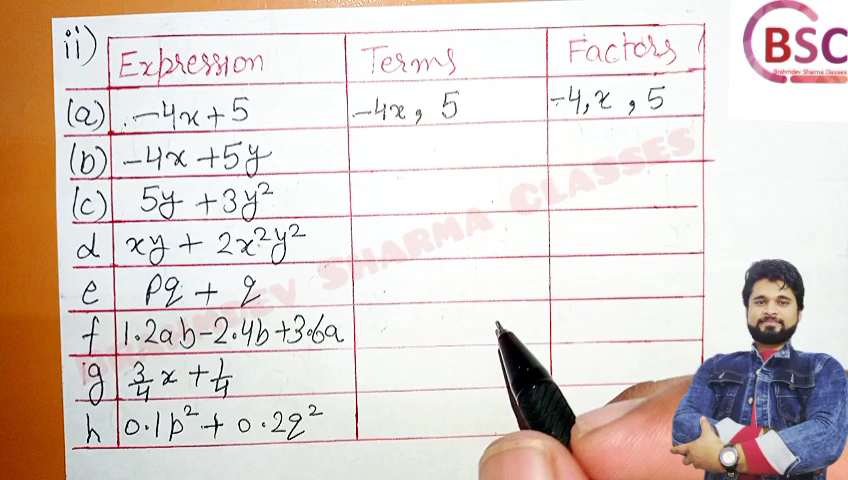 ii)
Expression Terms Factors
(a) -4x + 5 -4x, 5 -4, x, 5
(b) -4x + 5y
(c) 5y + 3y²
d xy + 2x²y²
e pq + q
f 1.2ab - 2.4b + 3.6a
g 3/4 x + 1/4
h 0.1p² + 0.2q²
BSC
Brahmdev Sharma Classes
BRAHMDEV SHARMA CLASSES